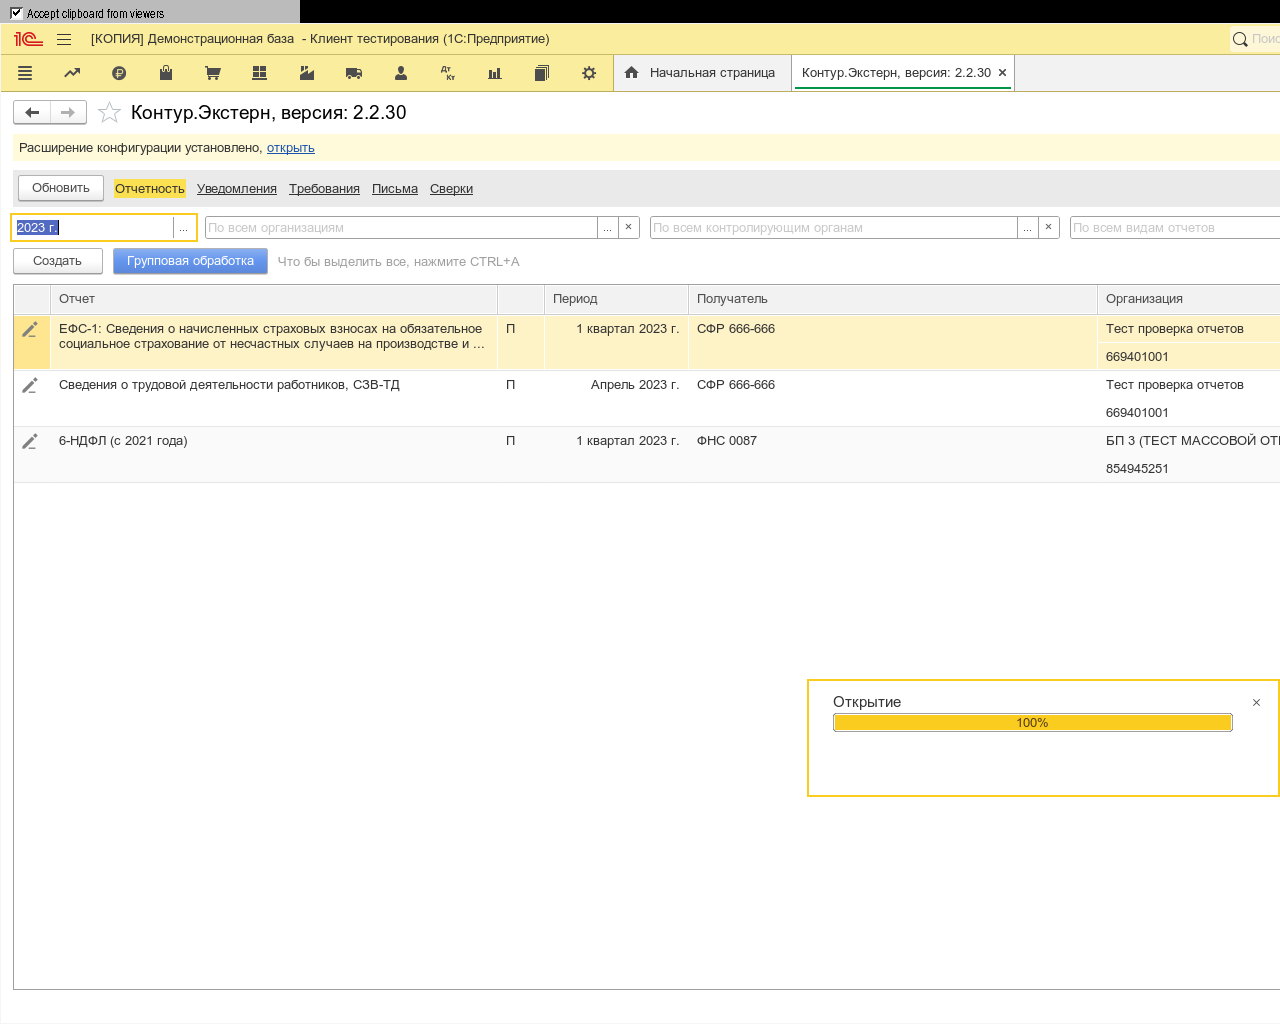 Accept clipboard from viewers
[КОПИЯ] Демонстрационная база - Клиент тестирования (1С:Предприятие)
Поис
Дт Кт
Начальная страница
Контур.Экстерн, версия: 2.2.30
Контур.Экстерн, версия: 2.2.30
Расширение конфигурации установлено, открыть
Обновить Отчетность Уведомления Требования Письма Сверки
2023 г. ... По всем организациям ... × По всем контролирующим органам ... × По всем видам отчетов
Создать Групповая обработка Что бы выделить все, нажмите CTRL+A
Отчет Период Получатель Организация
ЕФС-1: Сведения о начисленных страховых взносах на обязательное П 1 квартал 2023 г. СФР 666-666 Тест проверка отчетов
социальное страхование от несчастных случаев на производстве и ...
669401001
Сведения о трудовой деятельности работников, СЗВ-ТД П Апрель 2023 г. СФР 666-666 Тест проверка отчетов
669401001
6-НДФЛ (с 2021 года) П 1 квартал 2023 г. ФНС 0087 БП 3 (ТЕСТ МАССОВОЙ ОТ
854945251
Открытие
100%